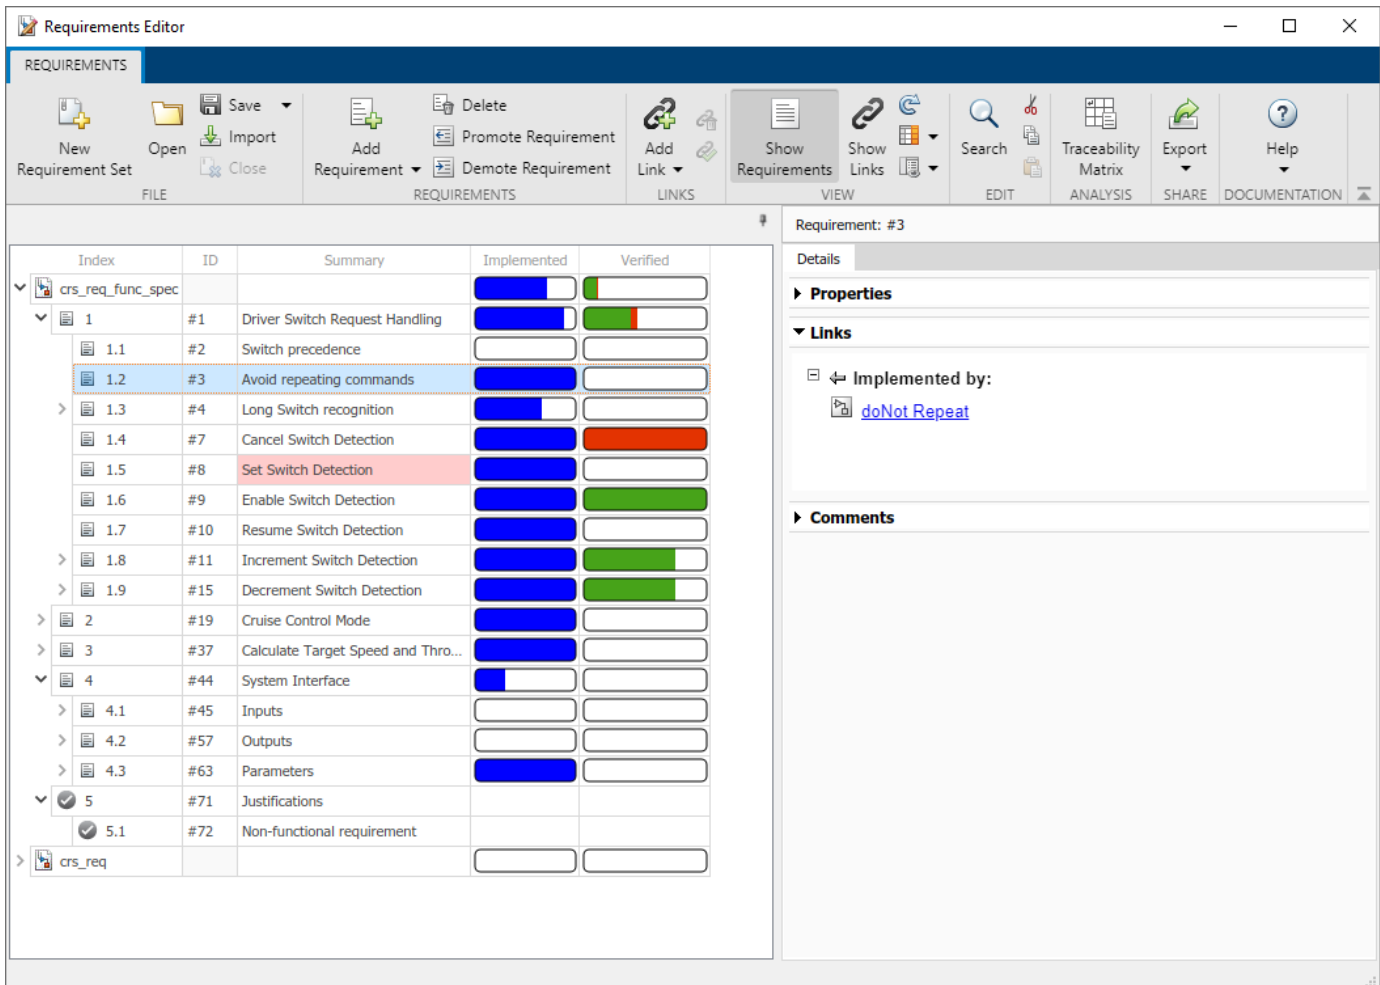 Requirements Editor
REQUIREMENTS
New
Requirement Set
Open
Save
Import
Close
FILE
Add
Requirement
Delete
Promote Requirement
Demote Requirement
REQUIREMENTS
Add
Link
LINKS
Show
Requirements
Show
Links
VIEW
Search
EDIT
Traceability
Matrix
ANALYSIS
Export
SHARE
Help
DOCUMENTATION
Index ID Summary Implemented Verified
crs_req_func_spec
1 #1 Driver Switch Request Handling
1.1 #2 Switch precedence
1.2 #3 Avoid repeating commands
1.3 #4 Long Switch recognition
1.4 #7 Cancel Switch Detection
1.5 #8 Set Switch Detection
1.6 #9 Enable Switch Detection
1.7 #10 Resume Switch Detection
1.8 #11 Increment Switch Detection
1.9 #15 Decrement Switch Detection
2 #19 Cruise Control Mode
3 #37 Calculate Target Speed and Thro...
4 #44 System Interface
4.1 #45 Inputs
4.2 #57 Outputs
4.3 #63 Parameters
5 #71 Justifications
5.1 #72 Non-functional requirement
crs_req
Requirement: #3
Details
Properties
Links
Implemented by:
doNot Repeat
Comments